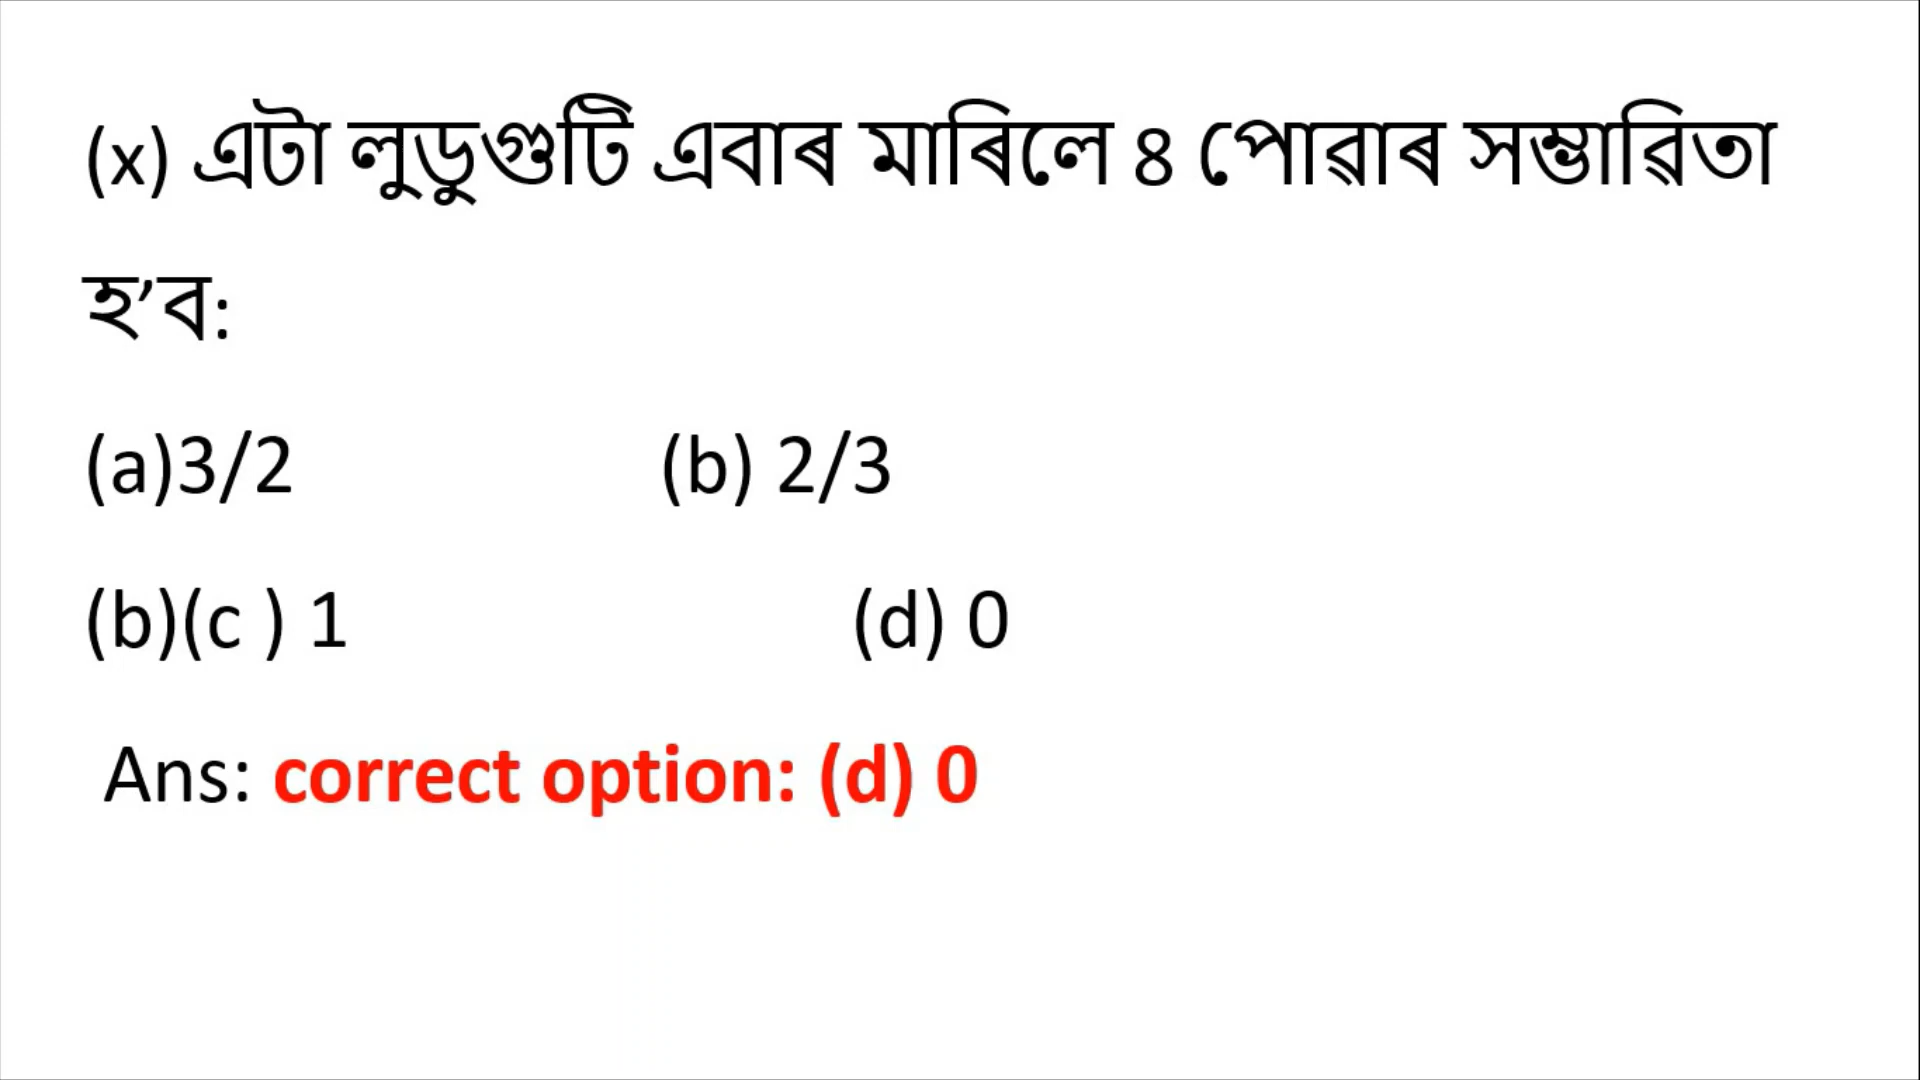 (x) এটা লুডুগুটি এবাৰ মাৰিলে ৪ পোৱাৰ সম্ভাৱিতা
হ’ব:
(a)3/2 (b) 2/3
(b)(c ) 1 (d) 0
Ans: correct option: (d) 0